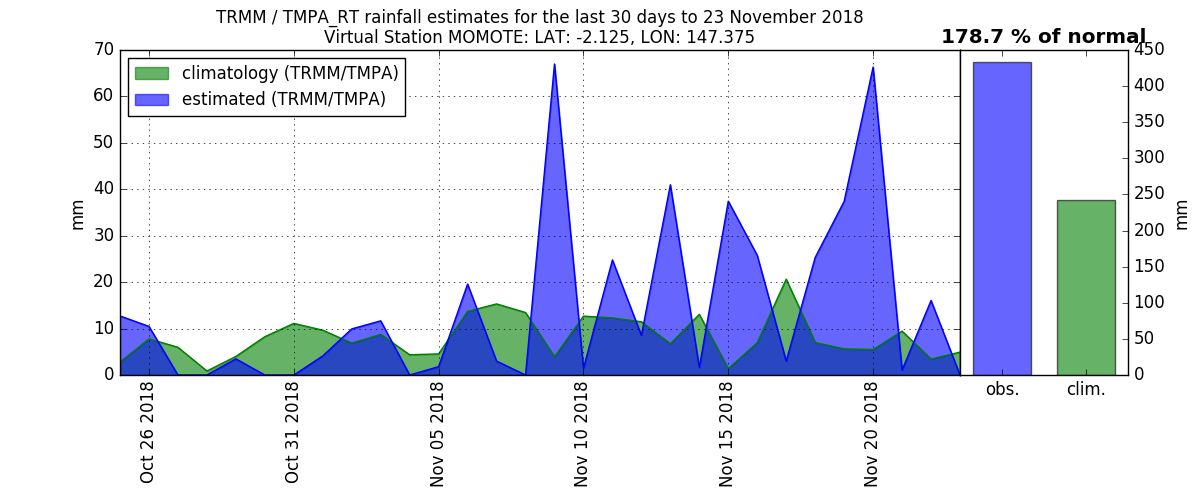 TRMM / TMPA_RT rainfall estimates for the last 30 days to 23 November 2018
Virtual Station MOMOTE: LAT: -2.125, LON: 147.375
178.7 % of normal
climatology (TRMM/TMPA)
estimated (TRMM/TMPA)
70
60
50
40
30
20
10
0
mm
Oct 26 2018
Oct 31 2018
Nov 05 2018
Nov 10 2018
Nov 15 2018
Nov 20 2018
450
400
350
300
250
200
150
100
50
0
mm
obs.
clim.